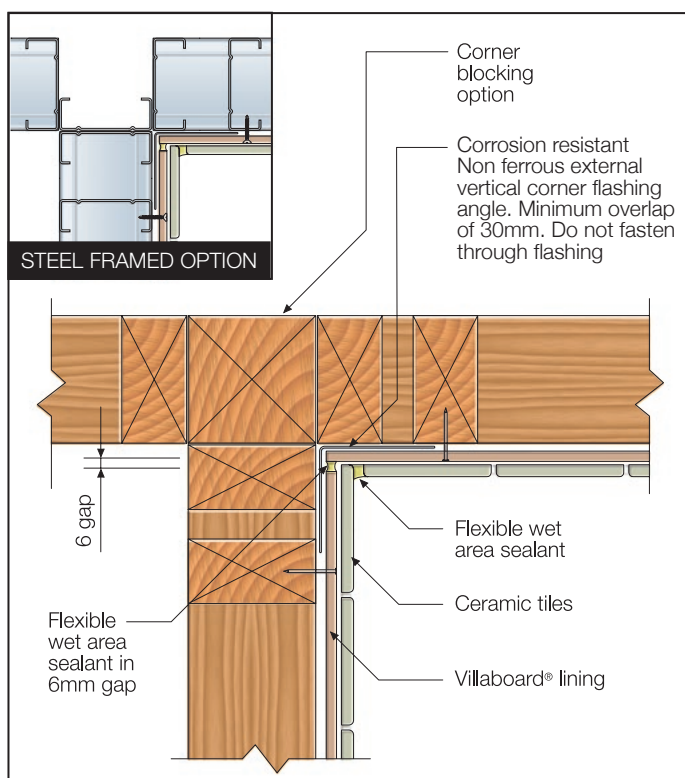 STEEL FRAMED OPTION
Corner
blocking
option
Corrosion resistant
Non ferrous external
vertical corner flashing
angle. Minimum overlap
of 30mm. Do not fasten
through flashing
6 gap
Flexible wet
area sealant
Ceramic tiles
Flexible
wet area
sealant in
6mm gap
Villaboard® lining